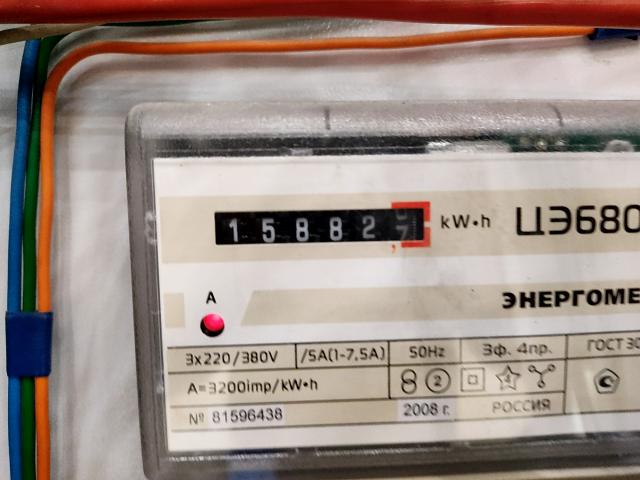 15882 7 kW•h ЦЭ680
A
ЭНЕРГОМЕ
3x220/380V /5A(1-7,5A) 50Hz 3ф. 4пр. ГОСТ 30
A=3200imp/kW•h 2
№ 81596438 2008 г. РОССИЯ